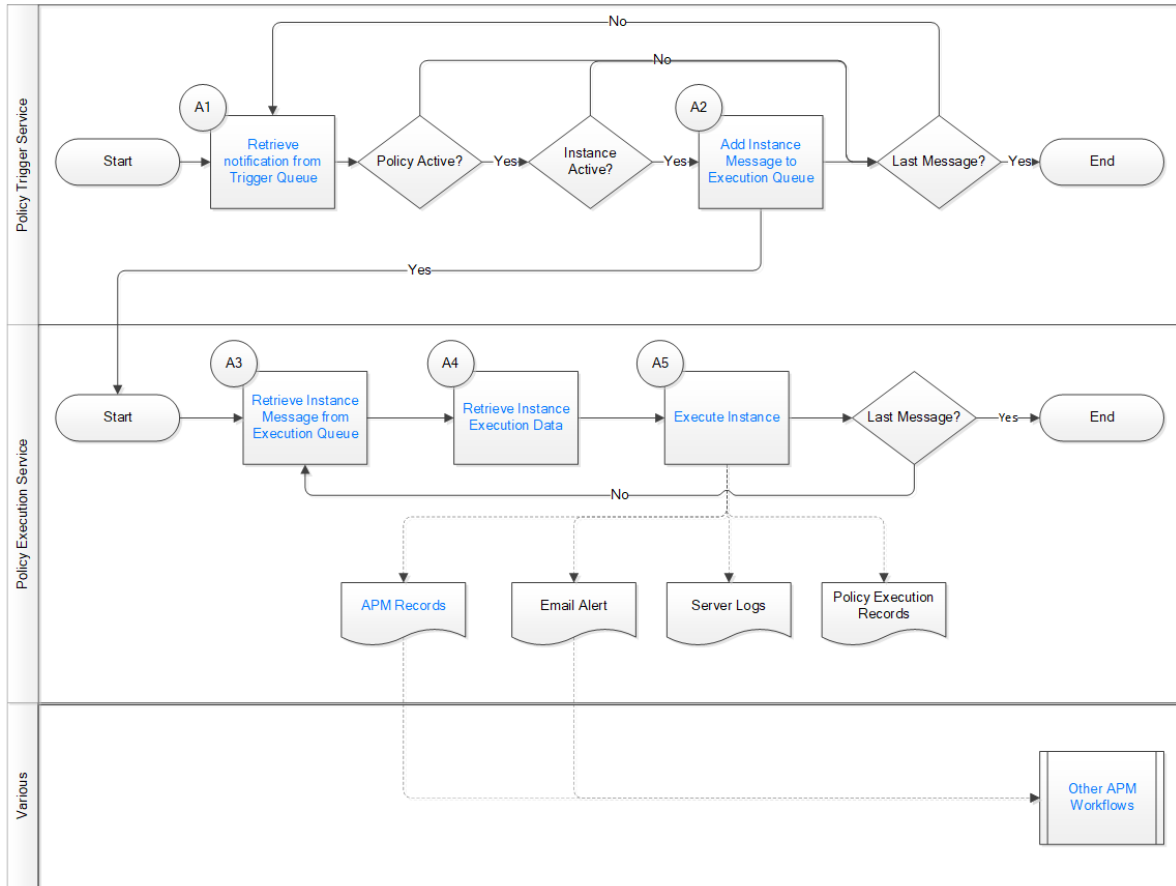 Policy Trigger Service
No
No
A1
A2
Start
Retrieve
notification from
Trigger Queue
Policy Active?
Yes
Instance
Active?
Yes
Add Instance
Message to
Execution Queue
Last Message?
Yes
End
Yes
Policy Execution Service
A3
A4
A5
Start
Retrieve Instance
Message from
Execution Queue
Retrieve Instance
Execution Data
Execute Instance
Last Message?
Yes
End
No
APM Records
Email Alert
Server Logs
Policy Execution
Records
Various
Other APM
Workflows